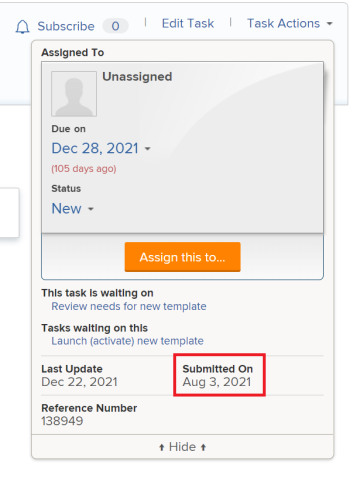 Subscribe 0 Edit Task Task Actions
Assigned To
Unassigned
Due on
Dec 28, 2021
(105 days ago)
Status
New
Assign this to...
This task is waiting on
Review needs for new template
Tasks waiting on this
Launch (activate) new template
Last Update Submitted On
Dec 22, 2021 Aug 3, 2021
Reference Number
138949
Hide